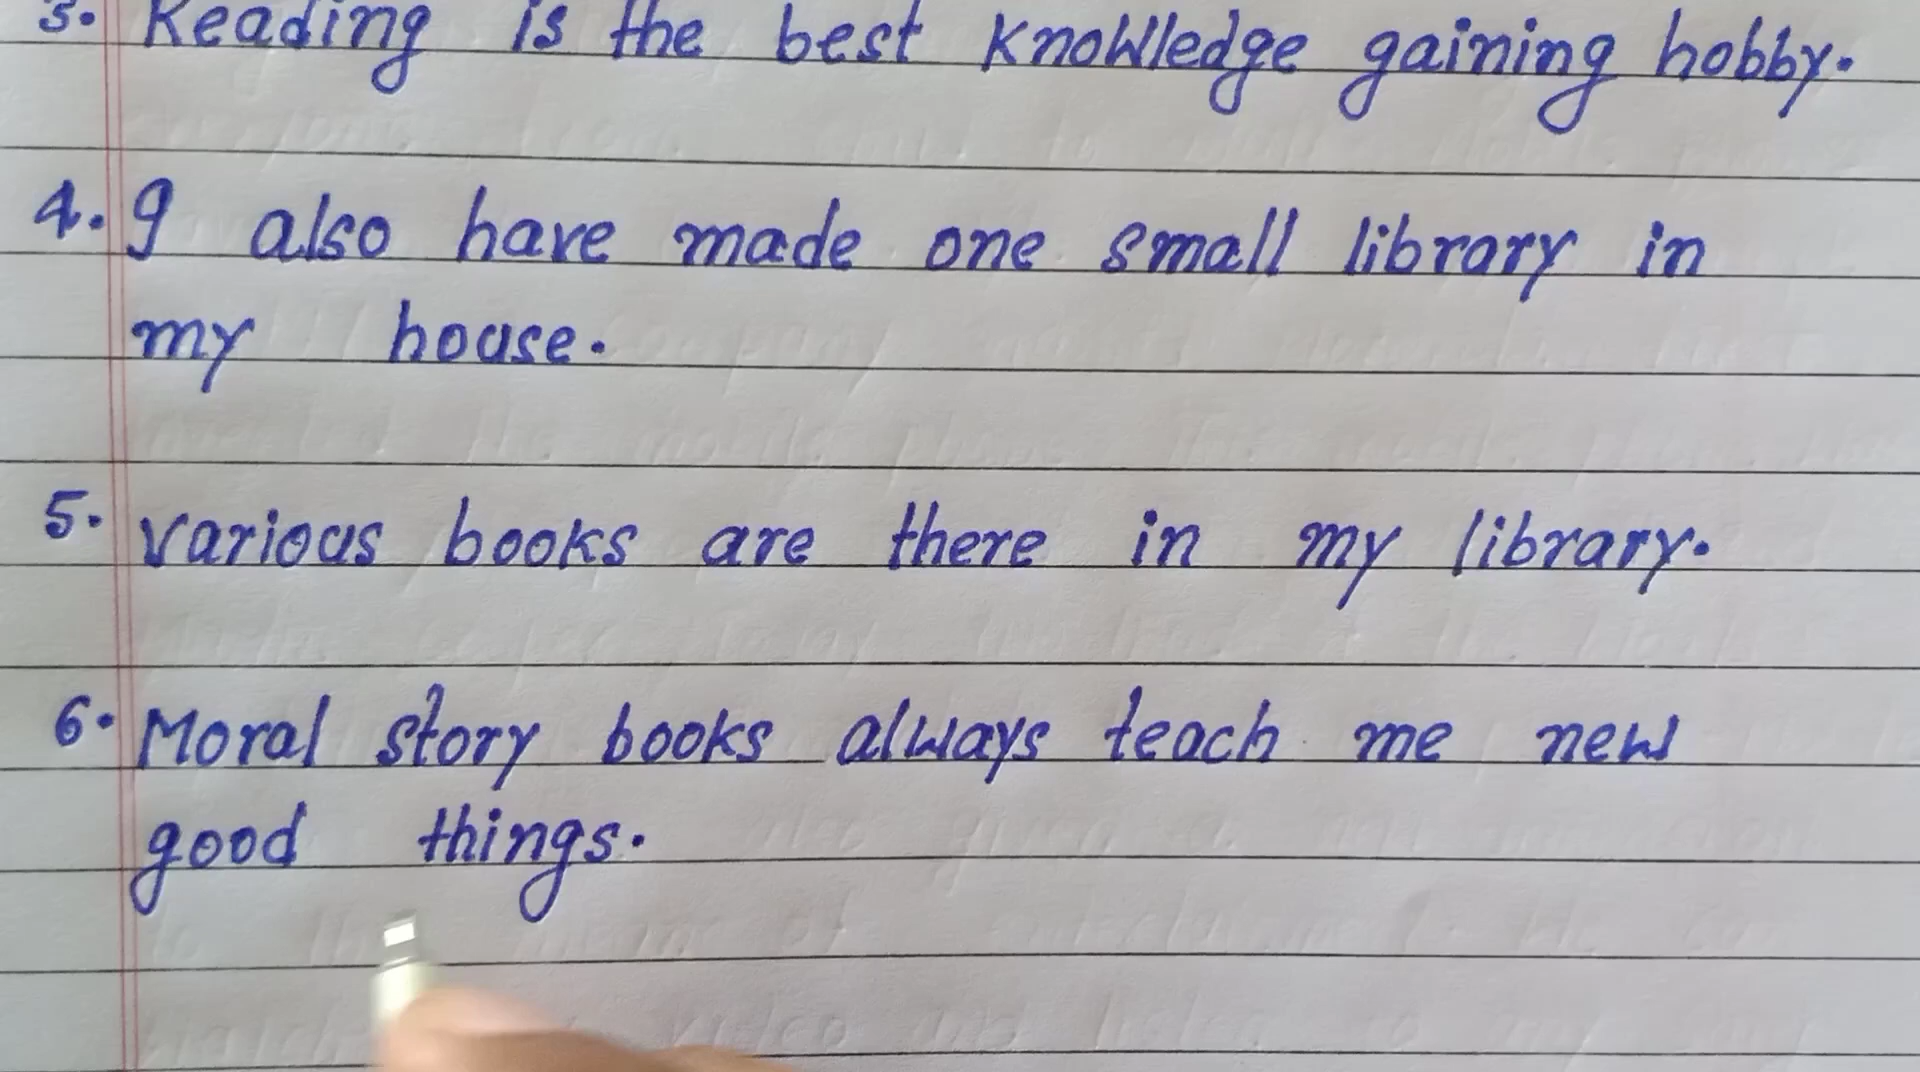 3. Reading is the best knowledge gaining hobby.
4. I also have made one small library in
my house.
5. Various books are there in my library.
6. Moral story books always teach me new
good things.